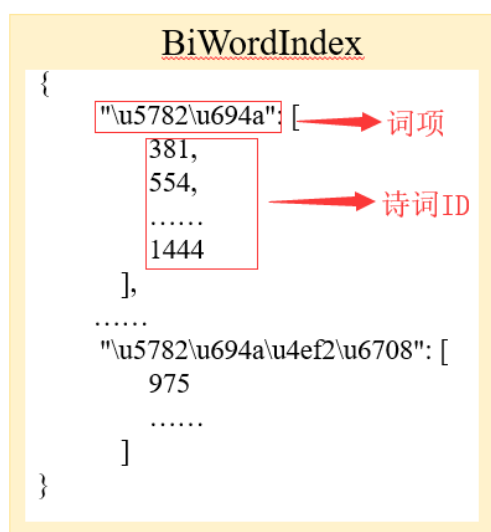 BiWordIndex
{
"\u5782\u694a": [
词项
381,
554,
诗词ID
……
1444
],
……
"\u5782\u694a\u4ef2\u6708": [
975
……
]
}